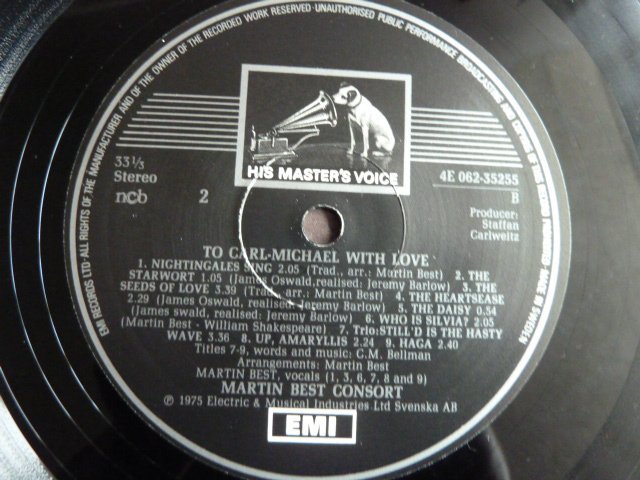 EMI RECORDS LTD·ALL RIGHTS OF THE MANUFACTURER AND OF THE OWNER OF THE RECORDED WORK RESERVED·UNAUTHORISED PUBLIC PERFORMANCE BROADCASTING AND COPYING OF THIS RECORD PROHIBITED·MADE IN SWEDEN
HIS MASTER'S VOICE
33 1/3
Stereo
ncb
2
4E 062-35255
B
Producer:
Staffan
Carlweitz
TO CARL-MICHAEL WITH LOVE
1. NIGHTINGALES SING 2.05 (Trad., arr.: Martin Best) 2. THE
STARWORT 1.05 (James Oswald, realised: Jeremy Barlow) 3. THE
SEEDS OF LOVE 3.39 (Trad., arr.: Martin Best) 4. THE HEARTSEASE
2.29 (James Oswald, realised: Jeremy Barlow) 5. THE DAISY 0.54
(James swald, realised: Jeremy Barlow) 6. WHO IS SILVIA? 2.05
(Martin Best - William Shakespeare) 7. Trio: STILL'D IS THE HASTY
WAVE 3.36 8. UP, AMARYLLIS 2.24 9. HAGA 2.40
Titles 7-9, words and music: C.M. Bellman
Arrangements: Martin Best
MARTIN BEST, vocals (1, 3, 6, 7, 8 and 9)
MARTIN BEST CONSORT
℗ 1975 Electric & Musical Industries Ltd Svenska AB
EMI